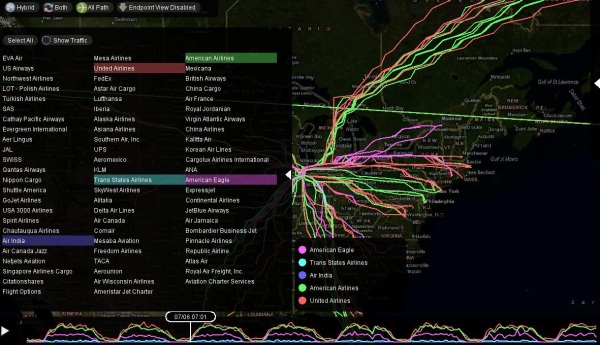 Hybrid Both All Path Endpoint View Disabled
Select All Show Traffic
EVA Air Mesa Airlines American Airlines
US Airways United Airlines Mexicana
Northwest Airlines FedEx British Airways
LOT - Polish Airlines Astar Air Cargo China Cargo
Turkish Airlines Lufthansa Air France
SAS Iberia Royal Jordanian
Cathay Pacific Airways Alaska Airlines Virgin Atlantic Airways
Evergreen International Asiana Airlines China Airlines
Aer Lingus Southern Air, Inc. Kalitta Air
JAL UPS Korean Air Lines
SWISS Aeromexico Cargolux Airlines International
Qantas Airways KLM ANA
Nippon Cargo Trans States Airlines American Eagle
Shuttle America SkyWest Airlines Expressjet
GoJet Airlines Alitalia Continental Airlines
USA 3000 Airlines Delta Air Lines JetBlue Airways
Spirit Airlines Air Canada Air Jamaica
Chautauqua Airlines Comair Bombardier Business Jet
Air India Mesaba Aviation Pinnacle Airlines
Air Canada Jazz Freedom Airlines Republic Airline
Netjets Aviation TACA Atlas Air
Singapore Airlines Cargo Aerounion Royal Air Freight, Inc.
Citationshares Air Wisconsin Airlines Aviation Charter Services
Flight Options Ameristar Jet Charter
Gulf of St Lawrence
NEW BRUNSWICK
Gulf of Maine
Philadelphia
American Eagle
Trans States Airlines
Air India
American Airlines
United Airlines
07/06 07:01